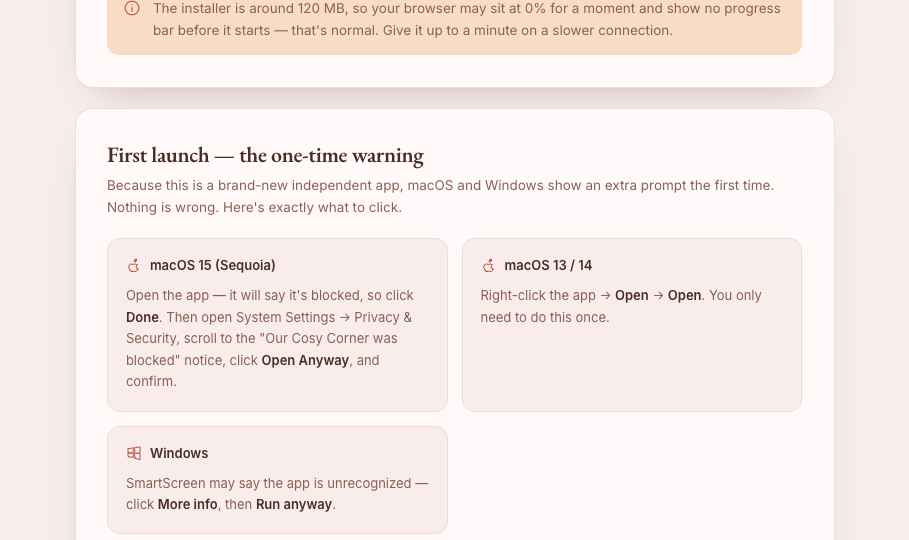 The installer is around 120 MB, so your browser may sit at 0% for a moment and show no progress
bar before it starts — that's normal. Give it up to a minute on a slower connection.
First launch — the one-time warning
Because this is a brand-new independent app, macOS and Windows show an extra prompt the first time.
Nothing is wrong. Here's exactly what to click.
macOS 15 (Sequoia)
Open the app — it will say it's blocked, so click
Done. Then open System Settings → Privacy &
Security, scroll to the "Our Cosy Corner was
blocked" notice, click Open Anyway, and
confirm.
macOS 13 / 14
Right-click the app → Open → Open. You only
need to do this once.
Windows
SmartScreen may say the app is unrecognized —
click More info, then Run anyway.